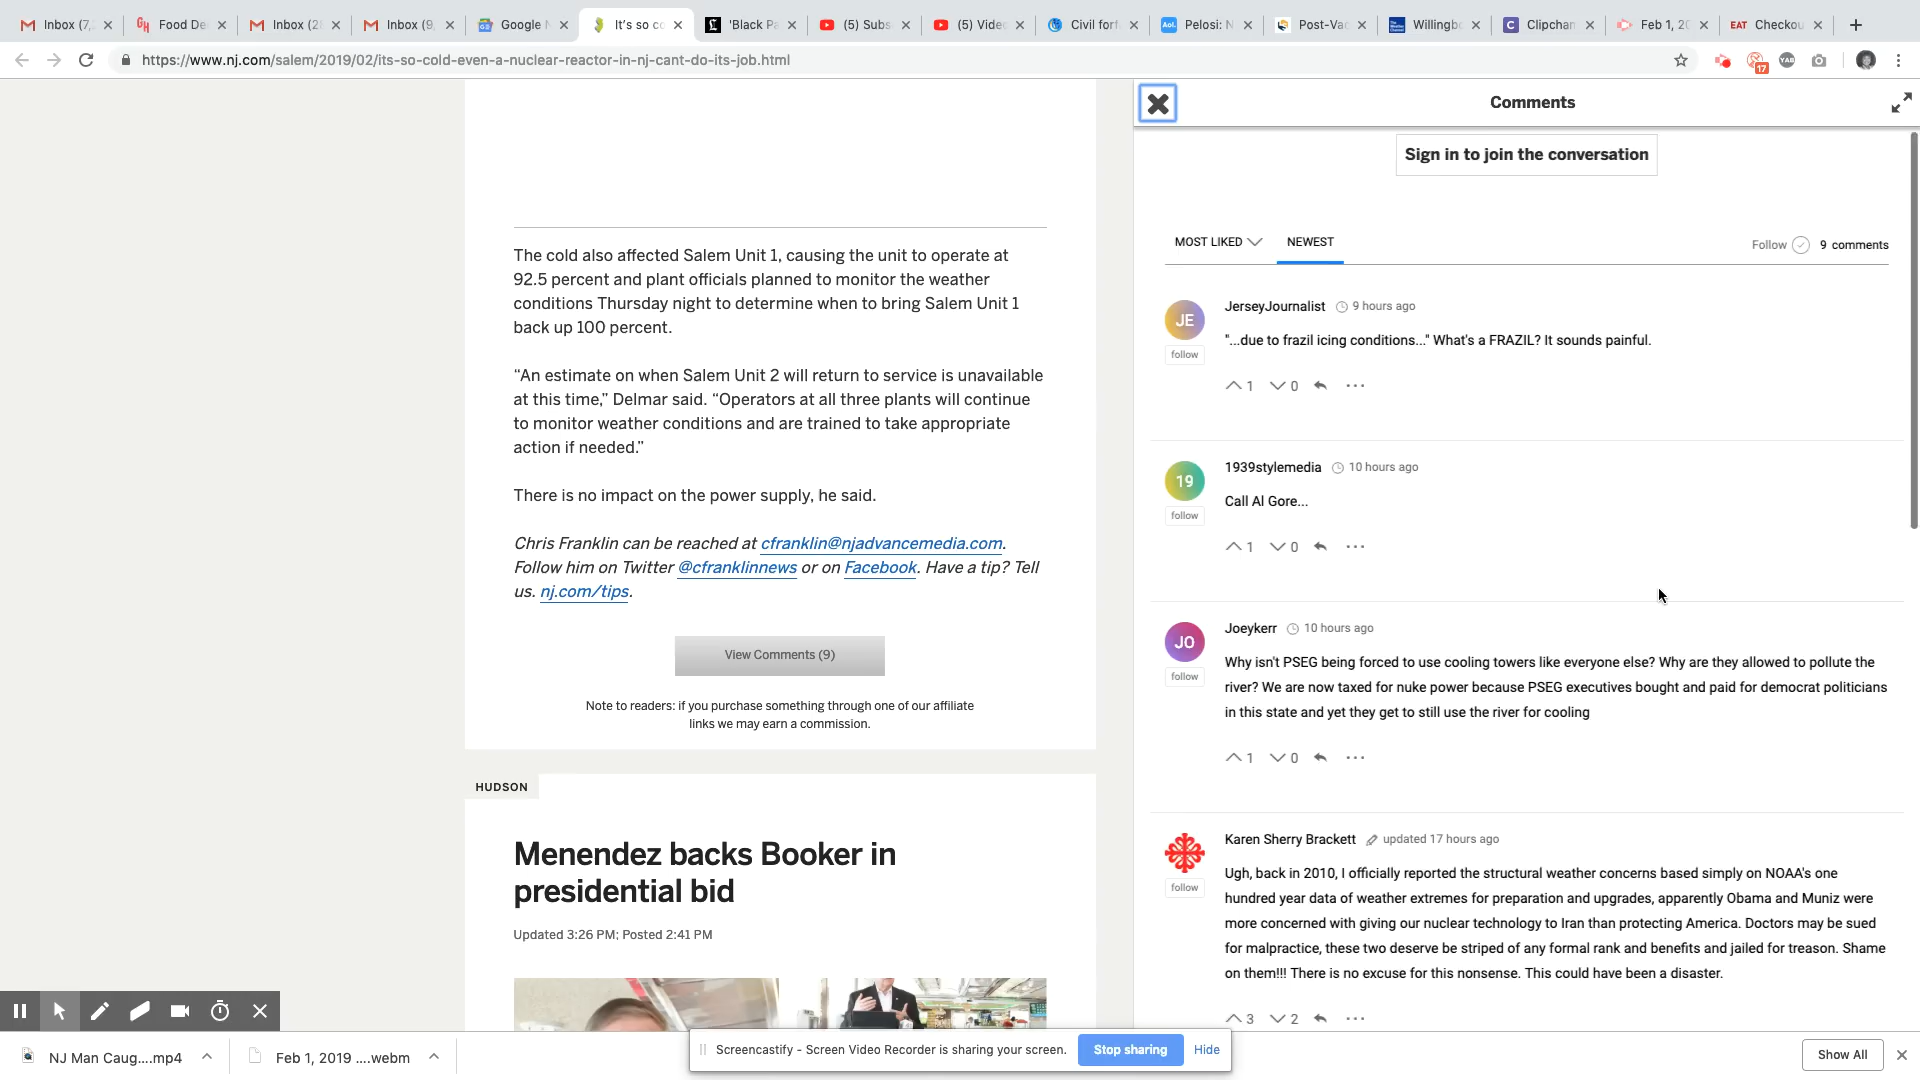 Inbox (7,
Food De
Inbox (2
Inbox (9,
Google N
It's so co
'Black Pa
(5) Subs
(5) Vide
Civil forf
Pelosi: N
Post-Vac
Willingbo
Clipcham
Feb 1, 20
EAT Checkou
https://www.nj.com/salem/2019/02/its-so-cold-even-a-nuclear-reactor-in-nj-cant-do-its-job.html
17
The cold also affected Salem Unit 1, causing the unit to operate at
92.5 percent and plant officials planned to monitor the weather
conditions Thursday night to determine when to bring Salem Unit 1
back up 100 percent.
“An estimate on when Salem Unit 2 will return to service is unavailable
at this time,” Delmar said. “Operators at all three plants will continue
to monitor weather conditions and are trained to take appropriate
action if needed.”
There is no impact on the power supply, he said.
Chris Franklin can be reached at cfranklin@njadvancemedia.com.
Follow him on Twitter @cfranklinnews or on Facebook. Have a tip? Tell
us. nj.com/tips.
View Comments (9)
Note to readers: if you purchase something through one of our affiliate
links we may earn a commission.
HUDSON
Menendez backs Booker in
presidential bid
Updated 3:26 PM; Posted 2:41 PM
Comments
Sign in to join the conversation
MOST LIKED NEWEST
Follow 9 comments
JE
JerseyJournalist 9 hours ago
follow
"...due to frazil icing conditions..." What's a FRAZIL? It sounds painful.
1 0
19
1939stylemedia 10 hours ago
follow
Call Al Gore...
1 0
JO
Joeykerr 10 hours ago
follow
Why isn't PSEG being forced to use cooling towers like everyone else? Why are they allowed to pollute the
river? We are now taxed for nuke power because PSEG executives bought and paid for democrat politicians
in this state and yet they get to still use the river for cooling
1 0
Karen Sherry Brackett updated 17 hours ago
follow
Ugh, back in 2010, I officially reported the structural weather concerns based simply on NOAA's one
hundred year data of weather extremes for preparation and upgrades, apparently Obama and Muniz were
more concerned with giving our nuclear technology to Iran than protecting America. Doctors may be sued
for malpractice, these two deserve be striped of any formal rank and benefits and jailed for treason. Shame
on them!!! There is no excuse for this nonsense. This could have been a disaster.
3 2
Screencastify - Screen Video Recorder is sharing your screen.
Stop sharing
Hide
NJ Man Caug....mp4
Feb 1, 2019 ....webm
Show All